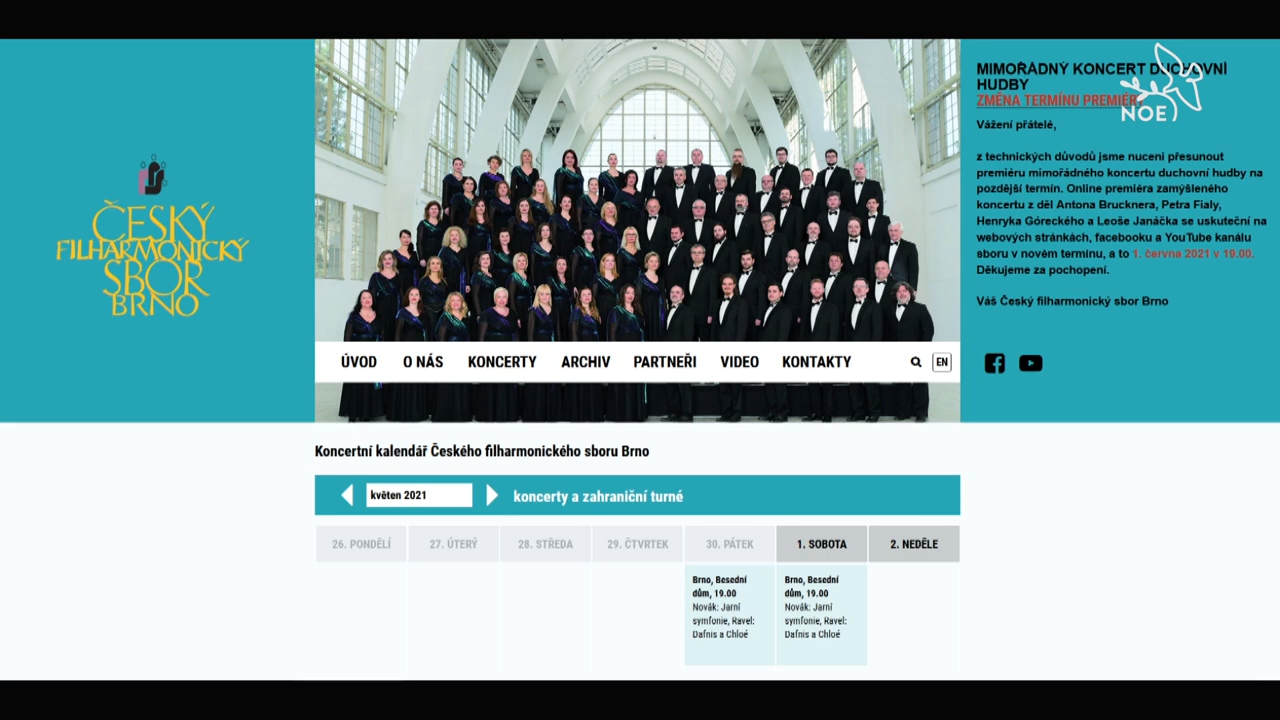 ČESKÝ
FILHARMONICKÝ
SBOR
BRNO
MIMOŘÁDNÝ KONCERT DUCHOVNÍ
HUDBY
ZMĚNA TERMÍNU PREMIÉRY
NOE
Vážení přátelé,
z technických důvodů jsme nuceni přesunout
premiéru mimořádného koncertu duchovní hudby na
pozdější termín. Online premiéra zamýšleného
koncertu z děl Antona Brucknera, Petra Fialy,
Henryka Góreckého a Leoše Janáčka se uskuteční na
webových stránkách, facebooku a YouTube kanálu
sboru v novém termínu, a to 1. června 2021 v 19.00.
Děkujeme za pochopení.
Váš Český filharmonický sbor Brno
ÚVOD O NÁS KONCERTY ARCHIV PARTNEŘI VIDEO KONTAKTY EN
Koncertní kalendář Českého filharmonického sboru Brno
květen 2021 koncerty a zahraniční turné
26. PONDĚLÍ 27. ÚTERÝ 28. STŘEDA 29. ČTVRTEK 30. PÁTEK 1. SOBOTA 2. NEDĚLE
Brno, Besední
dům, 19.00
Novák: Jarní
symfonie, Ravel:
Dafnis a Chloé
Brno, Besední
dům, 19.00
Novák: Jarní
symfonie, Ravel:
Dafnis a Chloé